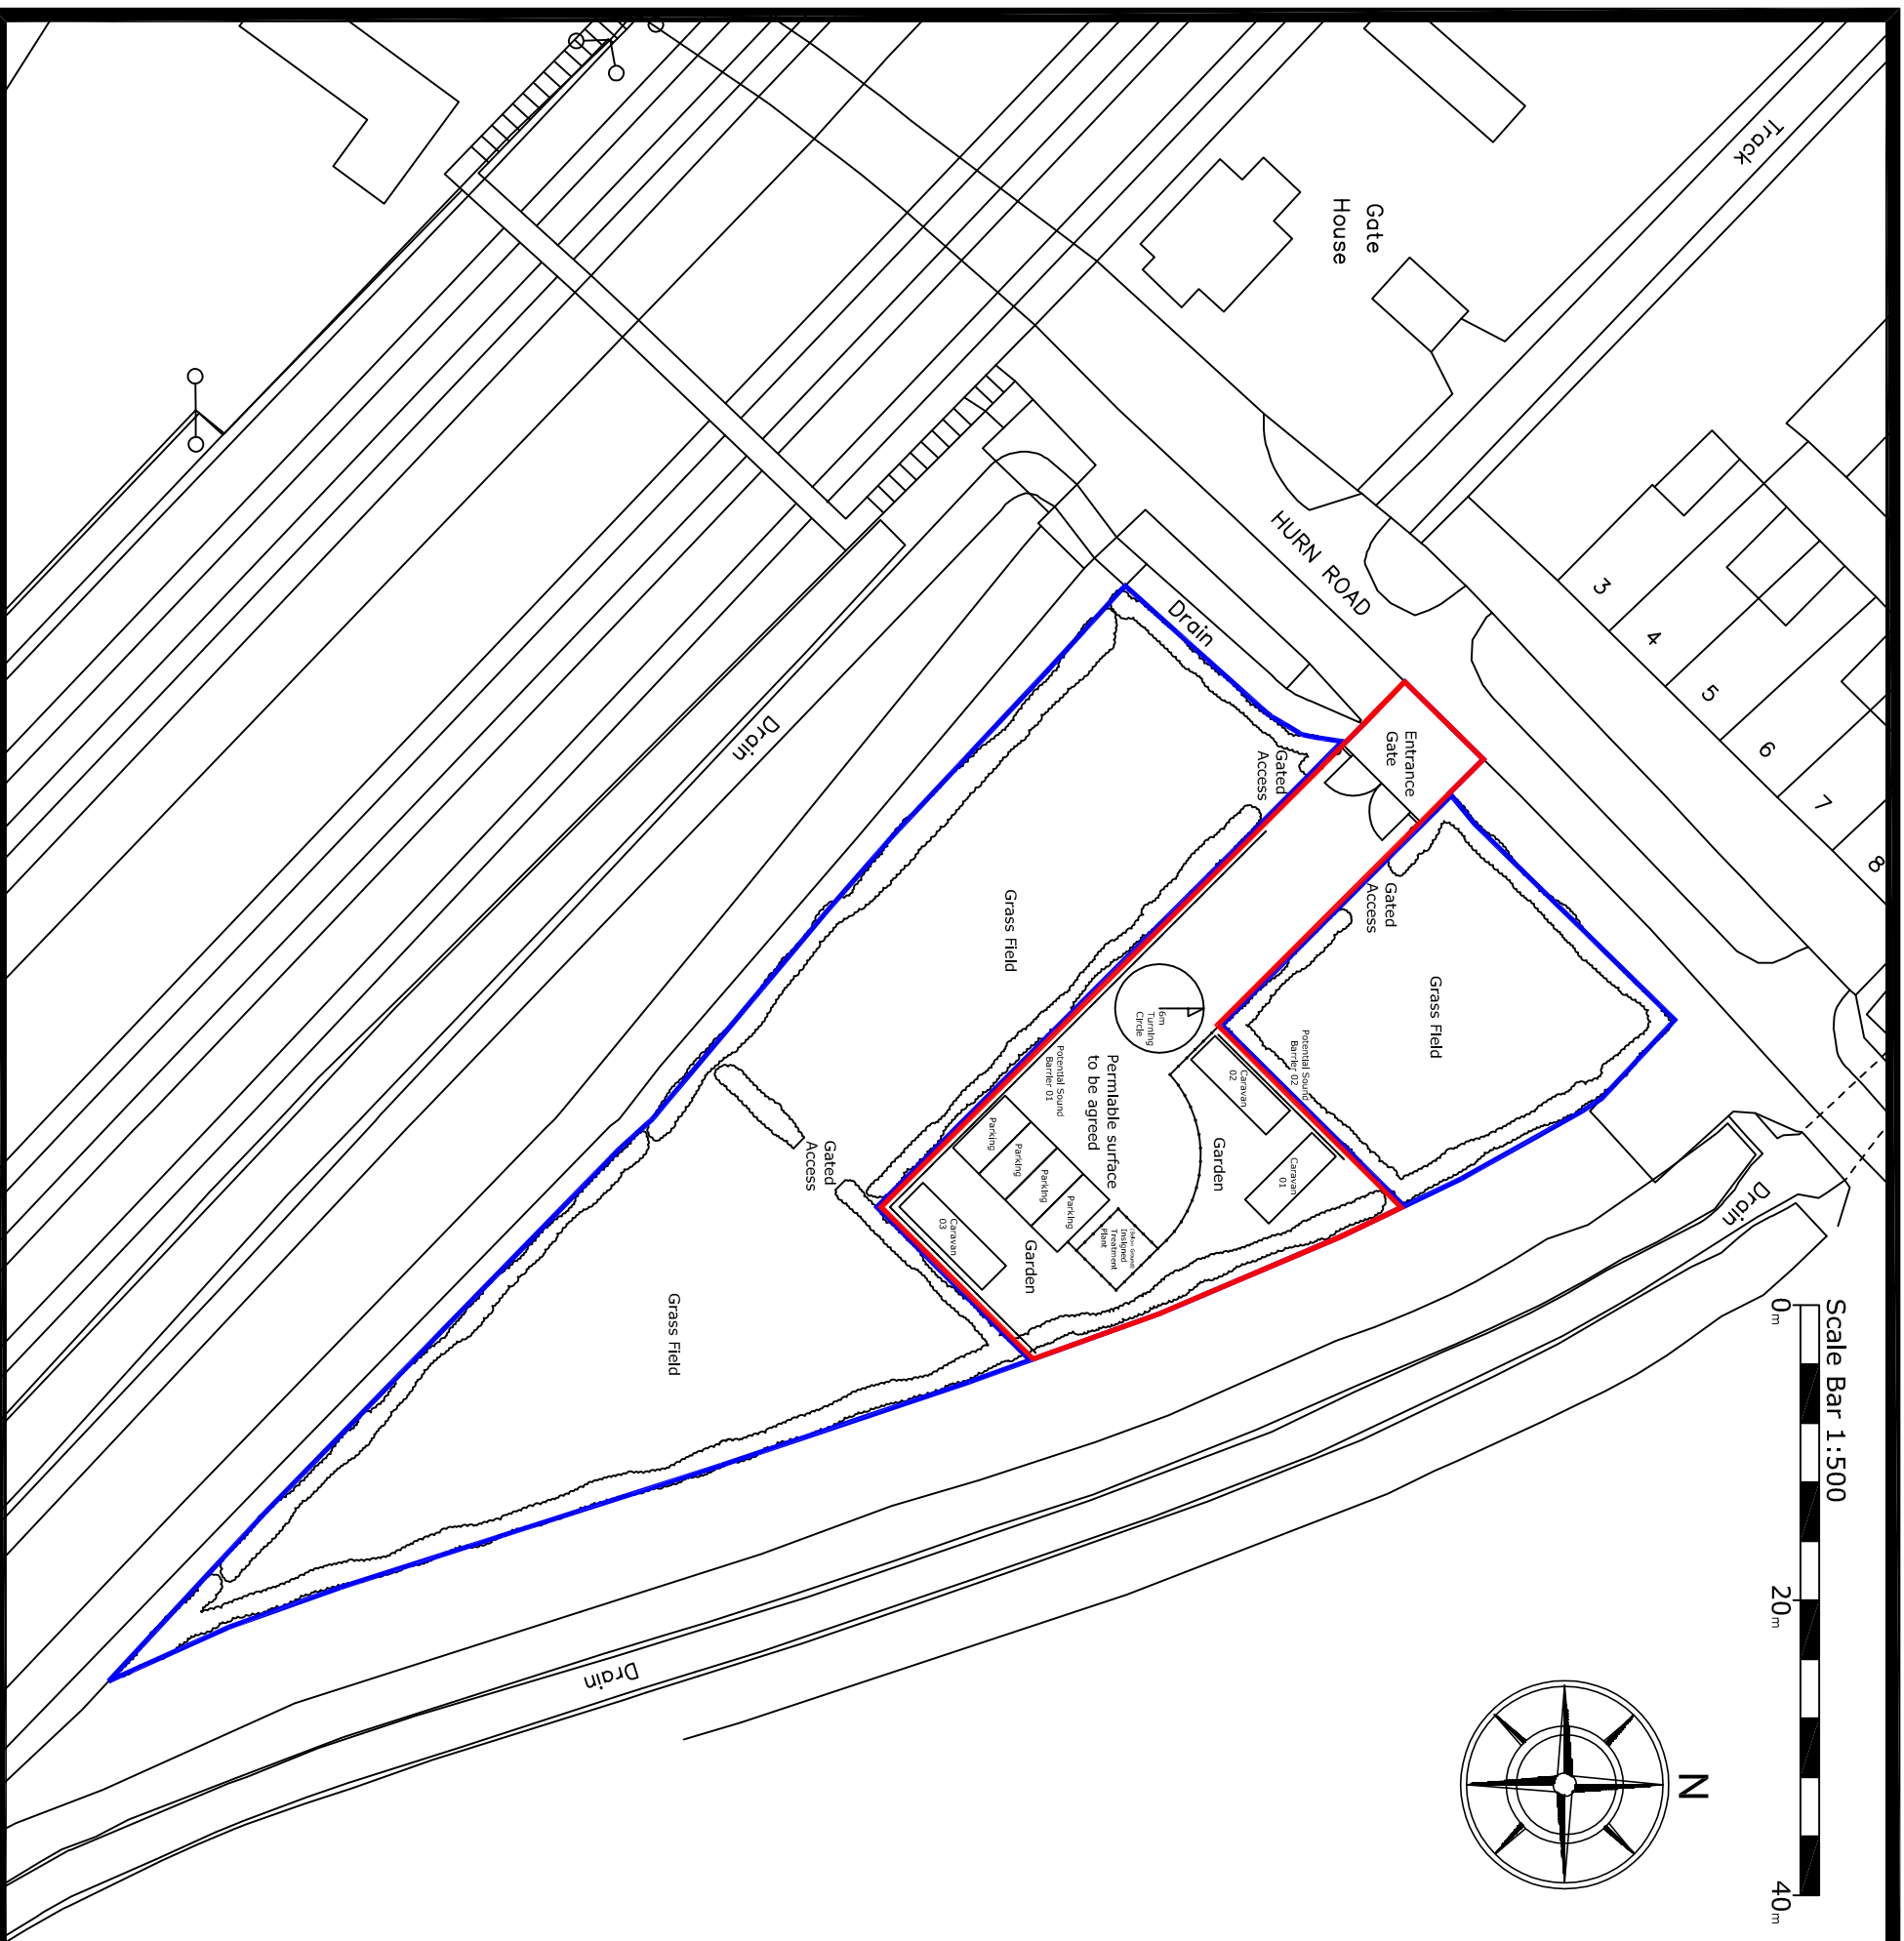 Track
Gate
House
HURN ROAD
3
4
5
6
7
8
Drain
Drain
Entrance
Gate
Gated
Access
Gated
Access
Grass Field
Grass Field
6m
Turning
Circle
Potential Sound
Barrier 01
Potential Sound
Barrier 02
Permiable surface
to be agreed
Caravan
02
Caravan
01
Garden
Parking
Parking
Parking
Parking
Insigned
Treatment
Plant
Caravan
03
Garden
Gated
Access
Grass Field
Drain
Drain
Scale Bar 1:500
0m
20m
40m
N